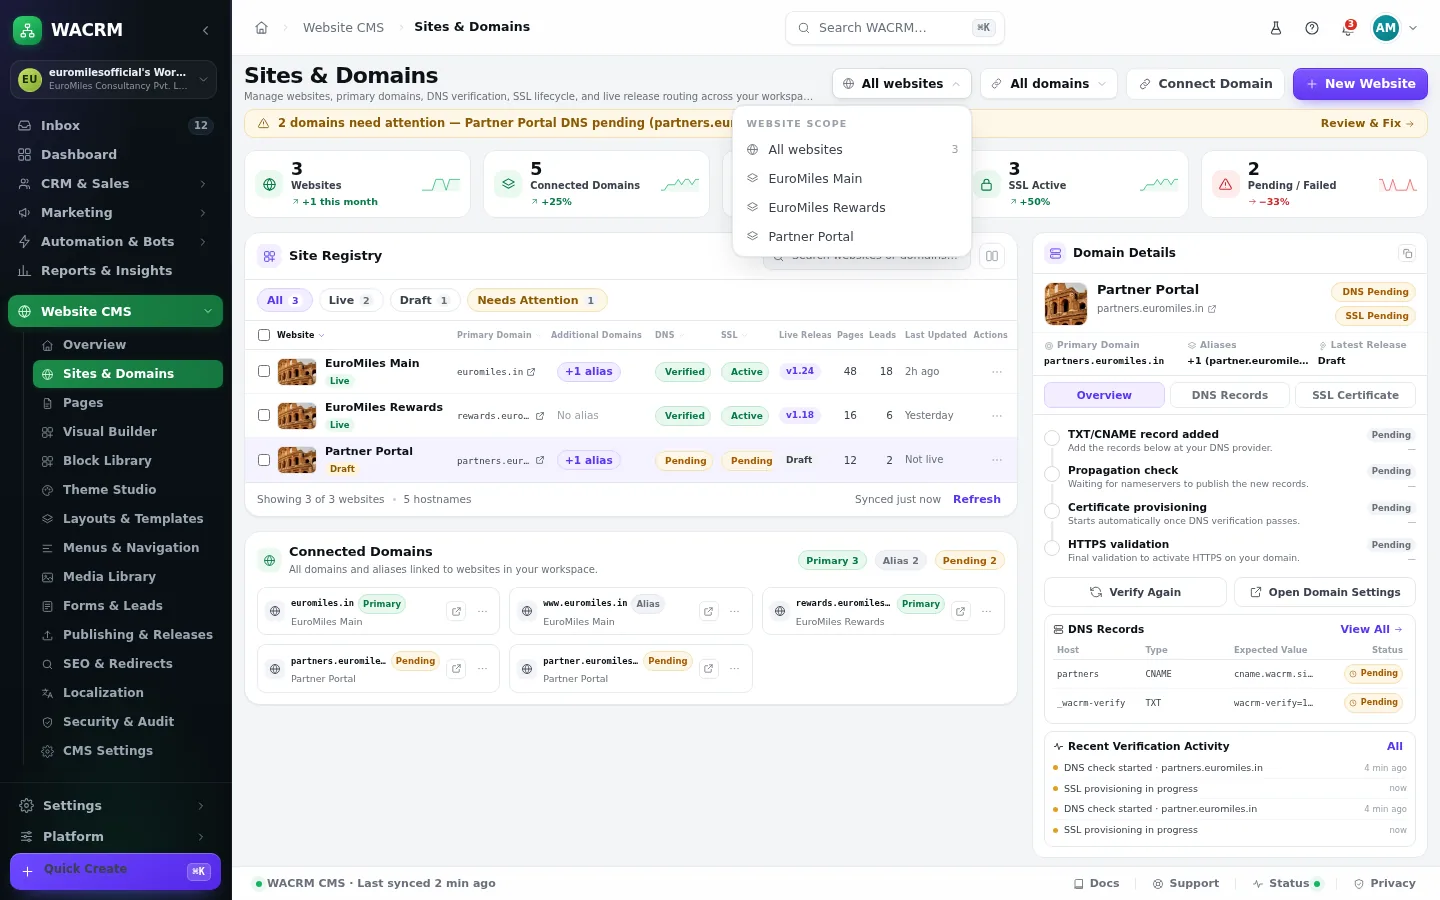 WACRM
EU
euromilesofficial's Wor...
EuroMiles Consultancy Pvt. L...
Inbox
12
Dashboard
CRM & Sales
Marketing
Automation & Bots
Reports & Insights
Website CMS
Overview
Sites & Domains
Pages
Visual Builder
Block Library
Theme Studio
Layouts & Templates
Menus & Navigation
Media Library
Forms & Leads
Publishing & Releases
SEO & Redirects
Localization
Security & Audit
CMS Settings
Settings
Platform
Quick Create
⌘K
Website CMS
Sites & Domains
Search WACRM...
⌘K
3
AM
Sites & Domains
Manage websites, primary domains, DNS verification, SSL lifecycle, and live release routing across your workspa...
All websites
All domains
Connect Domain
New Website
2 domains need attention — Partner Portal DNS pending (partners.eur
Review & Fix →
WEBSITE SCOPE
All websites
3
EuroMiles Main
EuroMiles Rewards
Partner Portal
3
Websites
↗ +1 this month
5
Connected Domains
↗ +25%
3
SSL Active
↗ +50%
2
Pending / Failed
→ −33%
Site Registry
Search websites or domains...
All 3
Live 2
Draft 1
Needs Attention 1
Website
Primary Domain
Additional Domains
DNS
SSL
Live Releas
Pages
Leads
Last Updated
Actions
EuroMiles Main
Live
euromiles.in
+1 alias
Verified
Active
v1.24
48
18
2h ago
...
EuroMiles Rewards
Live
rewards.euro...
No alias
Verified
Active
v1.18
16
6
Yesterday
...
Partner Portal
Draft
partners.eur...
+1 alias
Pending
Pending
Draft
12
2
Not live
...
Showing 3 of 3 websites • 5 hostnames
Synced just now
Refresh
Connected Domains
All domains and aliases linked to websites in your workspace.
Primary 3
Alias 2
Pending 2
euromiles.in
Primary
EuroMiles Main
...
www.euromiles.in
Alias
EuroMiles Main
...
rewards.euromiles...
Primary
EuroMiles Rewards
...
partners.euromile...
Pending
Partner Portal
...
partner.euromiles...
Pending
Partner Portal
...
Domain Details
Partner Portal
partners.euromiles.in
DNS Pending
SSL Pending
Primary Domain
partners.euromiles.in
Aliases
+1 (partner.euromile...
Latest Release
Draft
Overview
DNS Records
SSL Certificate
TXT/CNAME record added
Add the records below at your DNS provider.
Pending
—
Propagation check
Waiting for nameservers to publish the new records.
Pending
—
Certificate provisioning
Starts automatically once DNS verification passes.
Pending
—
HTTPS validation
Final validation to activate HTTPS on your domain.
Pending
—
Verify Again
Open Domain Settings
DNS Records
View All →
Host
Type
Expected Value
Status
partners
CNAME
cname.wacrm.si...
Pending
_wacrm-verify
TXT
wacrm-verify=1...
Pending
Recent Verification Activity
All
DNS check started · partners.euromiles.in
4 min ago
SSL provisioning in progress
now
DNS check started · partner.euromiles.in
4 min ago
SSL provisioning in progress
now
WACRM CMS · Last synced 2 min ago
Docs
Support
Status
Privacy